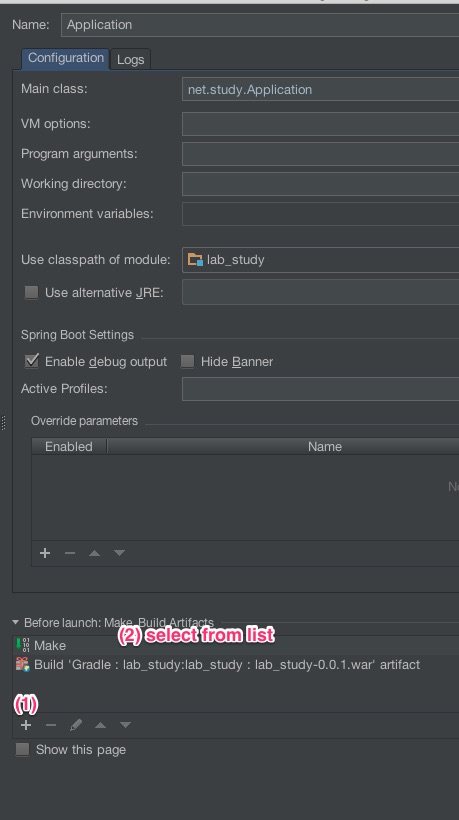 Name: Application
Configuration Logs
Main class: net.study.Application
VM options:
Program arguments:
Working directory:
Environment variables:
Use classpath of module: lab_study
Use alternative JRE:
Spring Boot Settings
Enable debug output Hide Banner
Active Profiles:
Override parameters
Enabled Name
Before launch: Make, Build Artifacts
(2) select from list
Make
Build 'Gradle : lab_study:lab_study : lab_study-0.0.1.war' artifact
(1)
Show this page